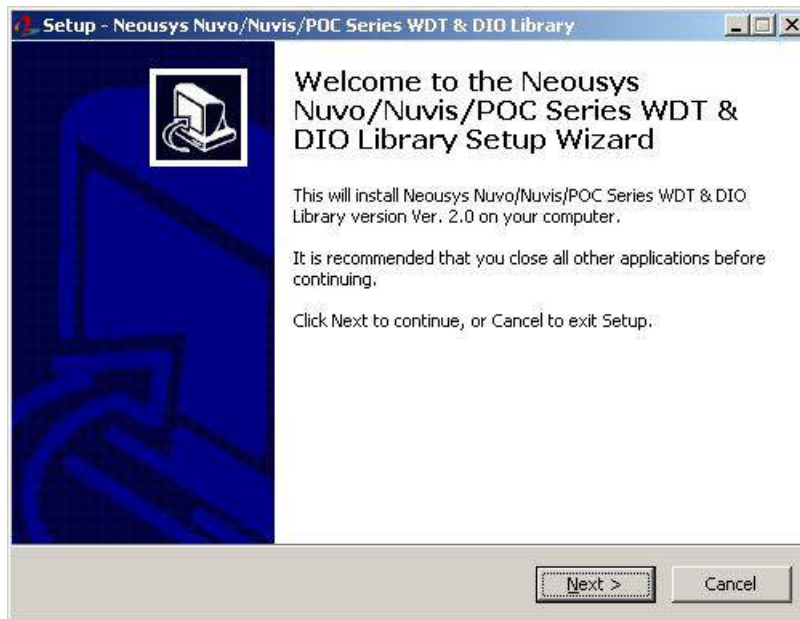 Setup - Neousys Nuvo/Nuvis/POC Series WDT & DIO Library
Welcome to the Neousys
Nuvo/Nuvis/POC Series WDT &
DIO Library Setup Wizard
This will install Neousys Nuvo/Nuvis/POC Series WDT & DIO
Library version Ver. 2.0 on your computer.
It is recommended that you close all other applications before
continuing.
Click Next to continue, or Cancel to exit Setup.
Next >
Cancel